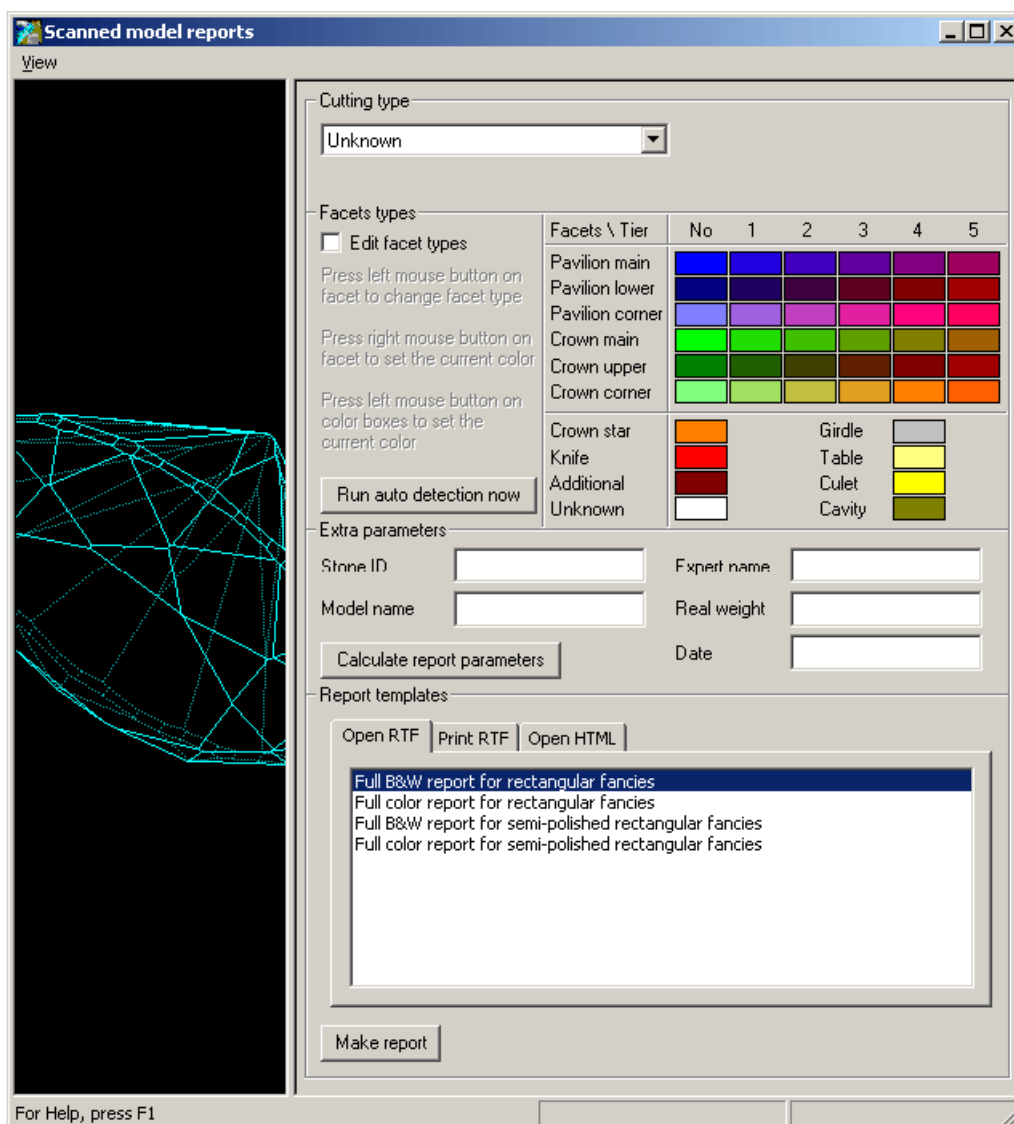 Scanned model reports
View
Cutting type
Unknown
Facets types
Edit facet types
Press left mouse button on
facet to change facet type
Press right mouse button on
facet to set the current color
Press left mouse button on
color boxes to set the
current color
Run auto detection now
Facets \ Tier No 1 2 3 4 5
Pavilion main
Pavilion lower
Pavilion corner
Crown main
Crown upper
Crown corner
Crown star Girdle
Knife Table
Additional Culet
Unknown Cavity
Extra parameters
Stone ID Expert name
Model name Real weight
Calculate report parameters Date
Report templates
Open RTF Print RTF Open HTML
Full B&W report for rectangular fancies
Full color report for rectangular fancies
Full B&W report for semi-polished rectangular fancies
Full color report for semi-polished rectangular fancies
Make report
For Help, press F1